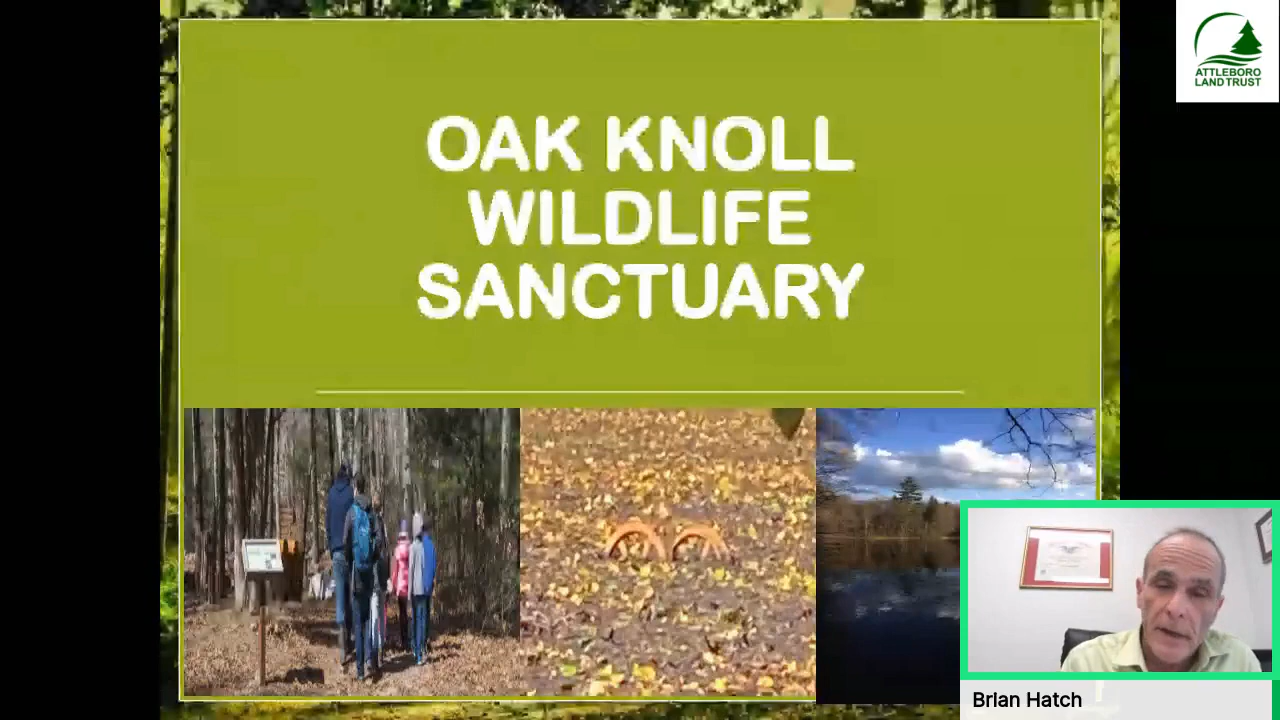 OAK KNOLL
WILDLIFE
SANCTUARY
ATTLEBORO
LAND TRUST
Brian Hatch